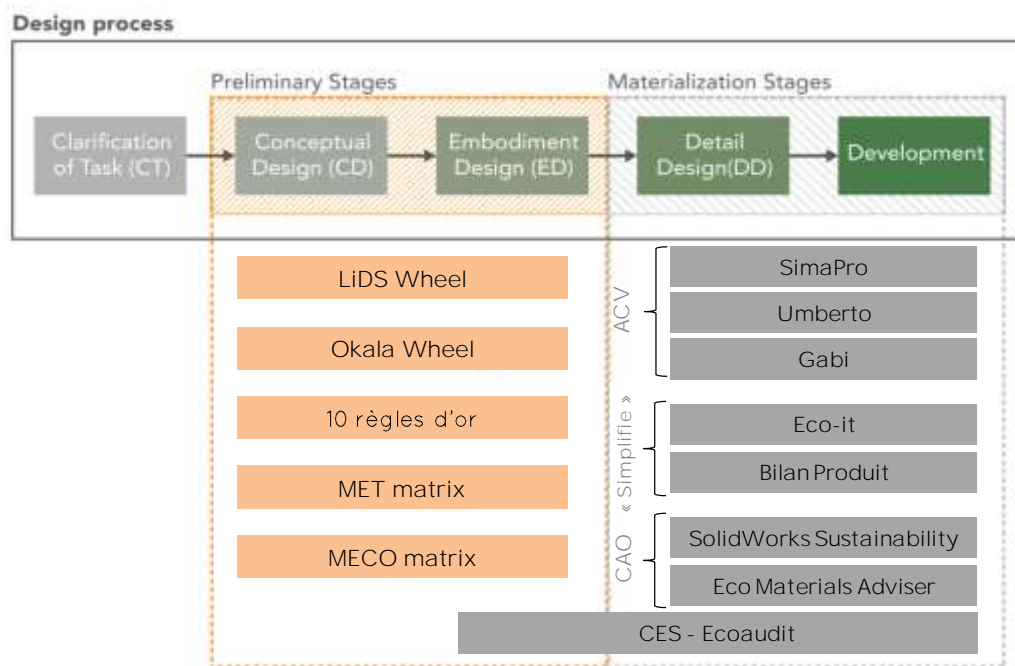 Design process
Preliminary Stages
Materialization Stages
Clarification
of Task (CT)
Conceptual
Design (CD)
Embodiment
Design (ED)
Detail
Design(DD)
Development
LiDS Wheel
Okala Wheel
10 règles d'or
MET matrix
MECO matrix
ACV
SimaPro
Umberto
Gabi
« Simplifie »
Eco-it
Bilan Produit
CAO
SolidWorks Sustainability
Eco Materials Adviser
CES - Ecoaudit